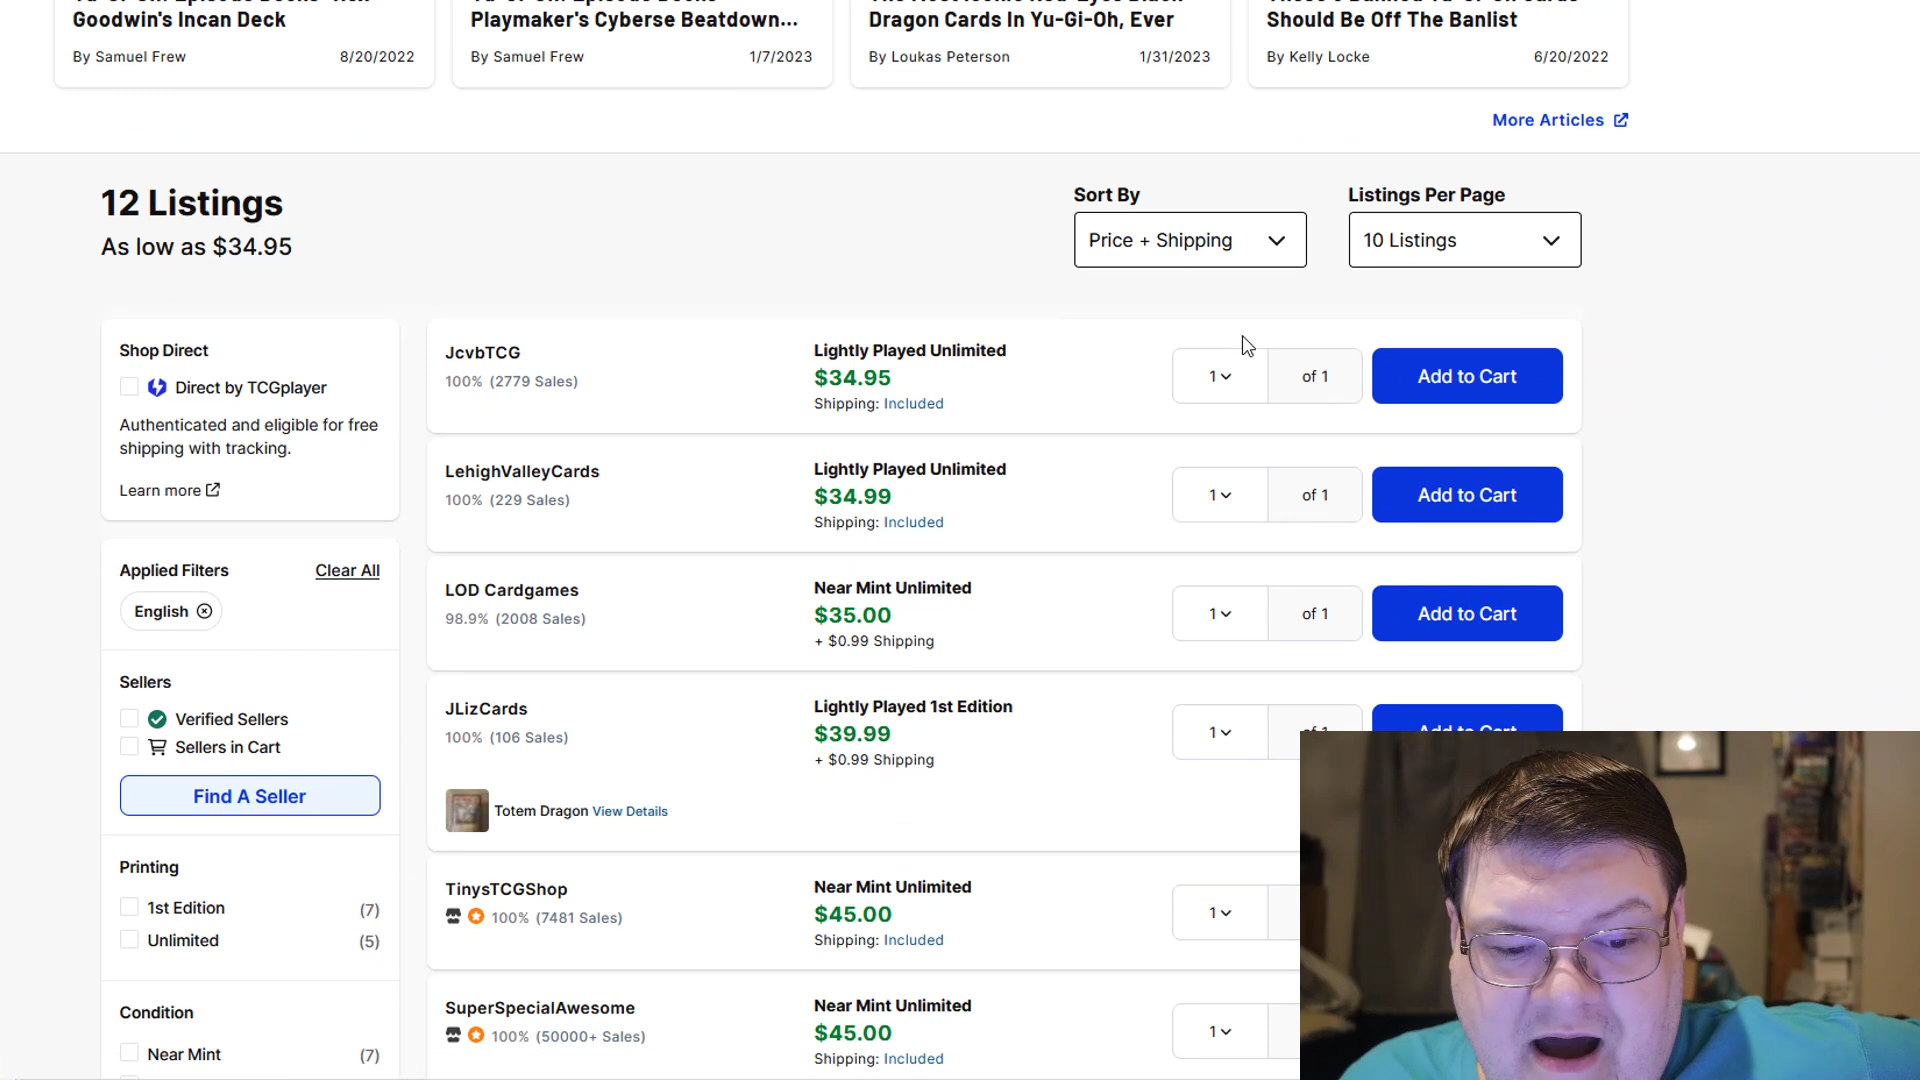 Goodwin's Incan Deck
Playmaker's Cyberse Beatdown...
Dragon Cards In Yu-Gi-Oh, Ever
Should Be Off The Banlist
By Samuel Frew 8/20/2022
By Samuel Frew 1/7/2023
By Loukas Peterson 1/31/2023
By Kelly Locke 6/20/2022
More Articles
12 Listings
As low as $34.95
Sort By
Price + Shipping
Listings Per Page
10 Listings
Shop Direct
Direct by TCGplayer
Authenticated and eligible for free
shipping with tracking.
Learn more
Applied Filters Clear All
English
Sellers
Verified Sellers
Sellers in Cart
Find A Seller
Printing
1st Edition (7)
Unlimited (5)
Condition
Near Mint (7)
JcvbTCG
100% (2779 Sales)
Lightly Played Unlimited
$34.95
Shipping: Included
1 of 1 Add to Cart
LehighValleyCards
100% (229 Sales)
Lightly Played Unlimited
$34.99
Shipping: Included
1 of 1 Add to Cart
LOD Cardgames
98.9% (2008 Sales)
Near Mint Unlimited
$35.00
+ $0.99 Shipping
1 of 1 Add to Cart
JLizCards
100% (106 Sales)
Lightly Played 1st Edition
$39.99
+ $0.99 Shipping
1 of 1 Add to Cart
Totem Dragon View Details
TinysTCGShop
100% (7481 Sales)
Near Mint Unlimited
$45.00
Shipping: Included
1
SuperSpecialAwesome
100% (50000+ Sales)
Near Mint Unlimited
$45.00
Shipping: Included
1